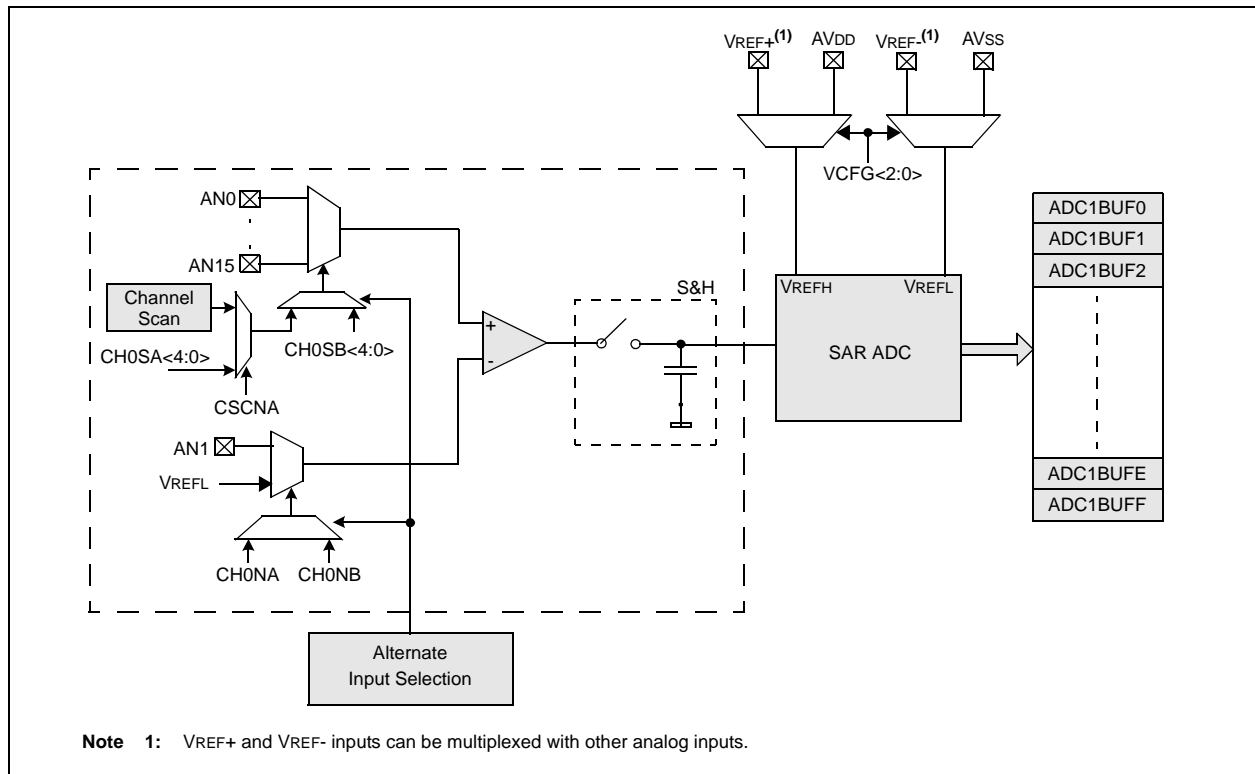 VREF+(1) AVDD VREF-(1) AVSS
VCFG<2:0>
AN0
AN15
Channel
Scan
CH0SA<4:0>
CH0SB<4:0>
CSCNA
+
-
S&H
VREFH VREFL
SAR ADC
ADC1BUF0
ADC1BUF1
ADC1BUF2
ADC1BUFE
ADC1BUFF
AN1
VREFL
CH0NA CH0NB
Alternate
Input Selection
Note 1: VREF+ and VREF- inputs can be multiplexed with other analog inputs.